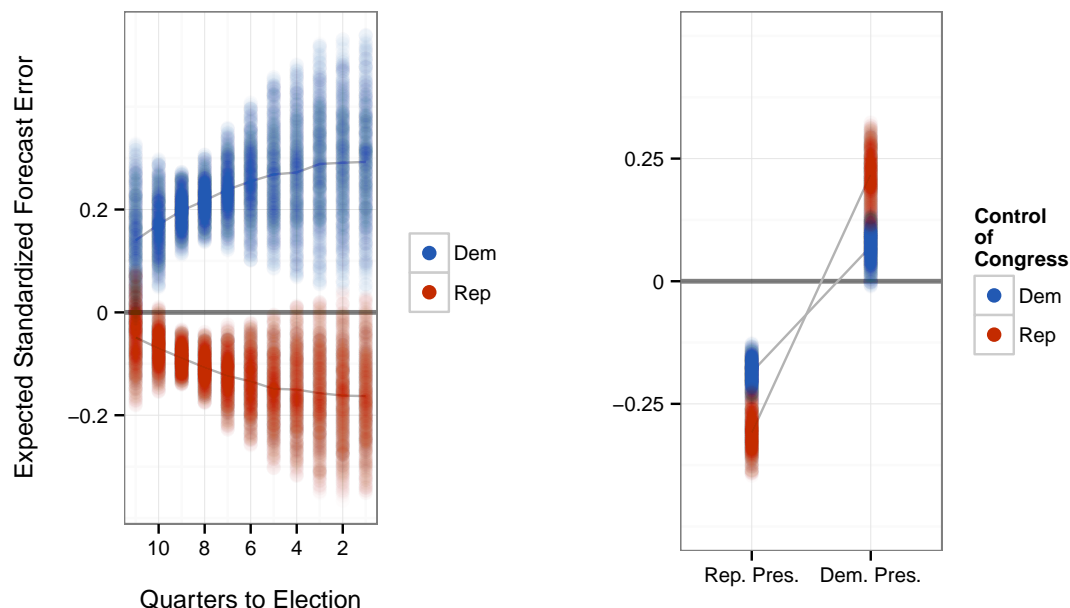 Expected Standardized Forecast Error
0.2
0
−0.2
10
8
6
4
2
Quarters to Election
Dem
Rep
0.25
0
−0.25
Rep. Pres.
Dem. Pres.
Control
of
Congress
Dem
Rep